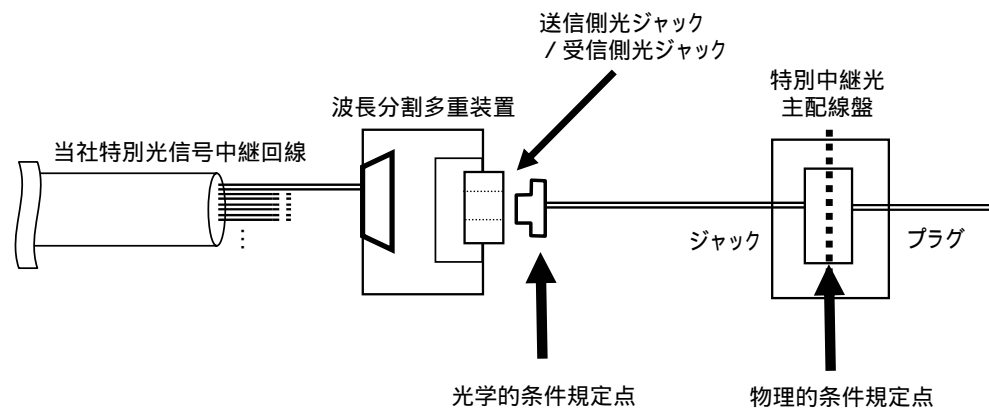 送信側光ジャック
/ 受信側光ジャック
特別中継光
主配線盤
波長分割多重装置
当社特別光信号中継回線
ジャック
プラグ
光学的条件規定点
物理的条件規定点